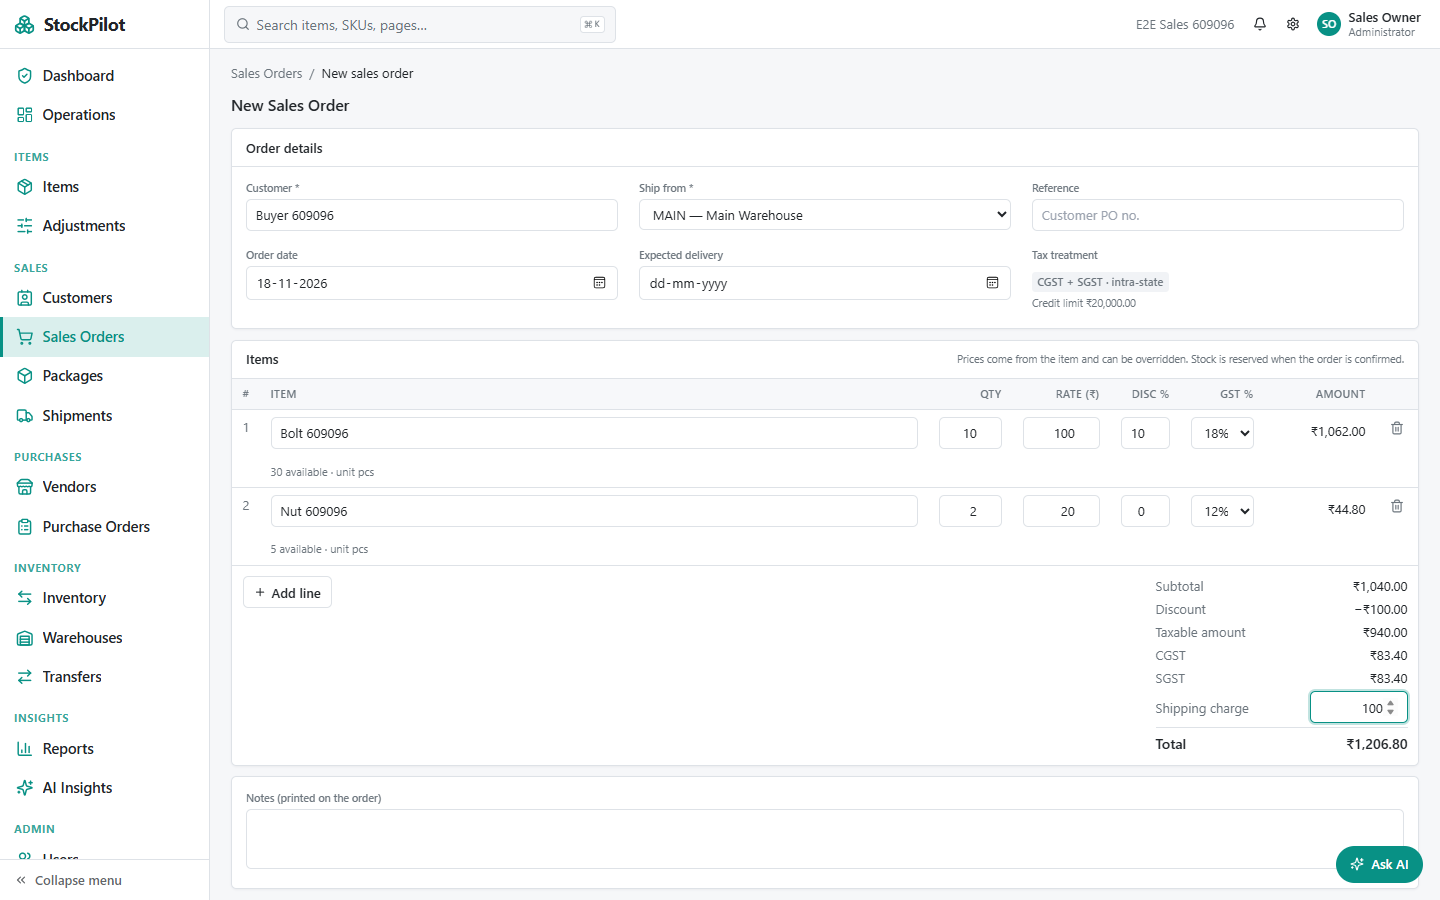 StockPilot
Search items, SKUs, pages...
⌘K
E2E Sales 609096
SO
Sales Owner
Administrator
Dashboard
Operations
ITEMS
Items
Adjustments
SALES
Customers
Sales Orders
Packages
Shipments
PURCHASES
Vendors
Purchase Orders
INVENTORY
Inventory
Warehouses
Transfers
INSIGHTS
Reports
AI Insights
ADMIN
Users
Collapse menu
Sales Orders / New sales order
New Sales Order
Order details
Customer * Ship from * Reference
Buyer 609096 MAIN — Main Warehouse Customer PO no.
Order date Expected delivery Tax treatment
18-11-2026 dd-mm-yyyy CGST + SGST · intra-state
Credit limit ₹20,000.00
Items Prices come from the item and can be overridden. Stock is reserved when the order is confirmed.
# ITEM QTY RATE (₹) DISC % GST % AMOUNT
1 Bolt 609096 10 100 10 18% ₹1,062.00
30 available · unit pcs
2 Nut 609096 2 20 0 12% ₹44.80
5 available · unit pcs
+ Add line
Subtotal ₹1,040.00
Discount −₹100.00
Taxable amount ₹940.00
CGST ₹83.40
SGST ₹83.40
Shipping charge 100
Total ₹1,206.80
Notes (printed on the order)
Ask AI